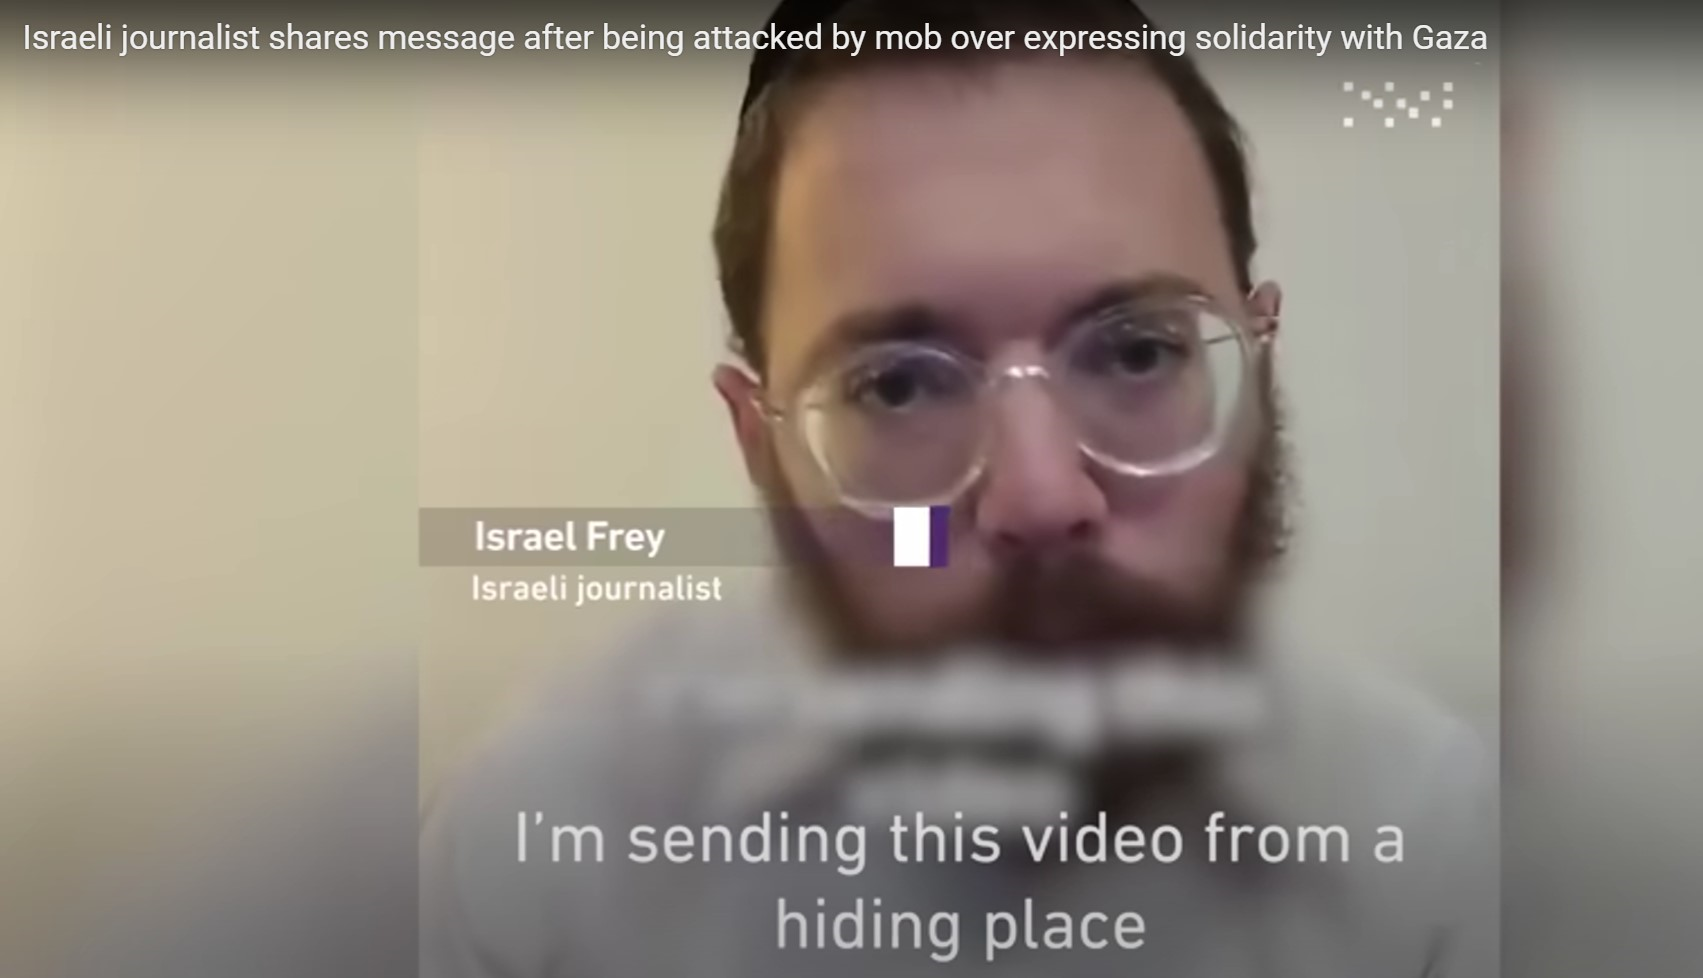 Israeli journalist shares message after being attacked by mob over expressing solidarity with Gaza
Israel Frey
Israeli journalist
I'm sending this video from a
hiding place